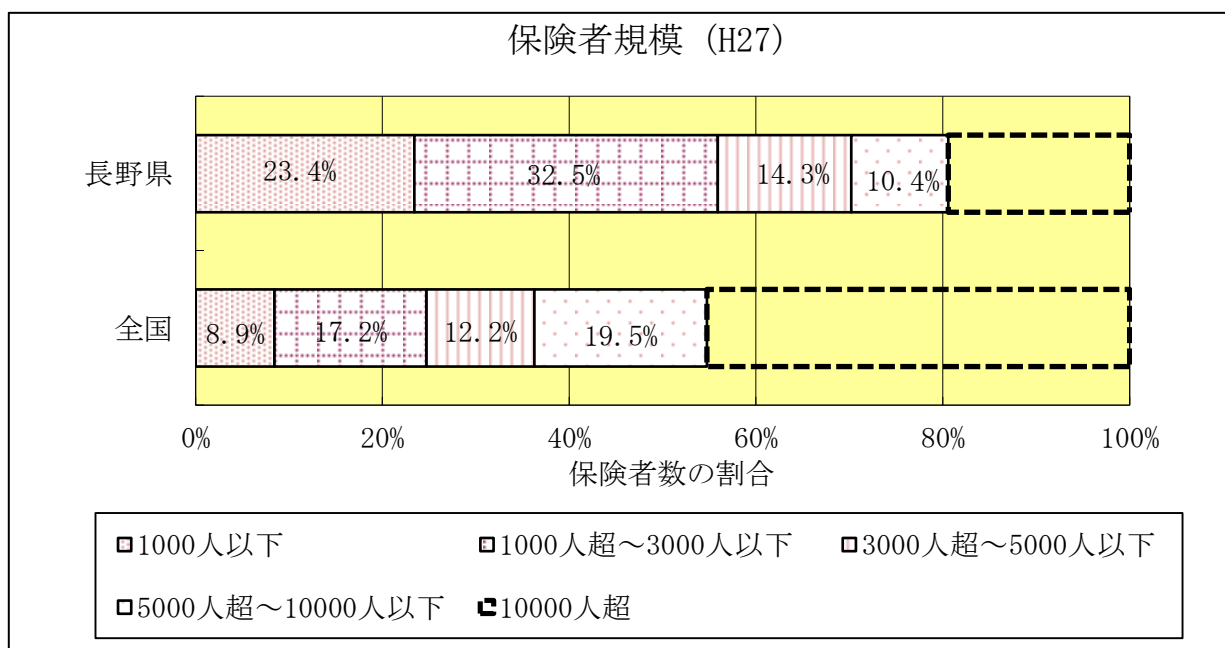 保険者規模 (H27)
長野県
23.4% 32.5% 14.3% 10.4%
全国
8.9% 17.2% 12.2% 19.5%
0% 20% 40% 60% 80% 100%
保険者数の割合
1000人以下 1000人超～3000人以下 3000人超～5000人以下
5000人超～10000人以下 10000人超